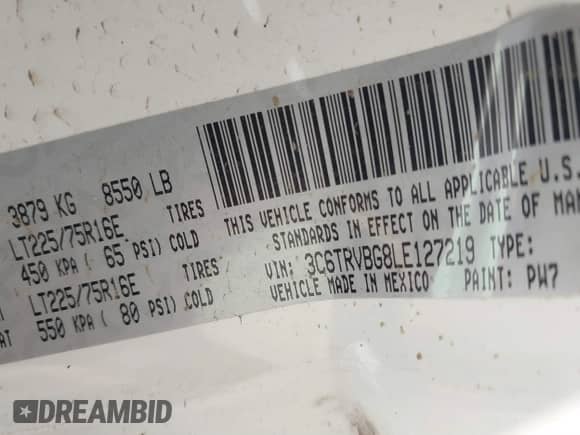 3879 KG 8550 LB
LT225/75R16E TIRES
450 KPA ( 65 PSI) COLD
LT225/75R16E TIRES
550 KPA ( 80 PSI) COLD
THIS VEHICLE CONFORMS TO ALL APPLICABLE U.S.
STANDARDS IN EFFECT ON THE DATE OF
VIN: 3C6TRVBG8LE127219 TYPE:
VEHICLE MADE IN MEXICO PAINT: PW7
DREAMBID